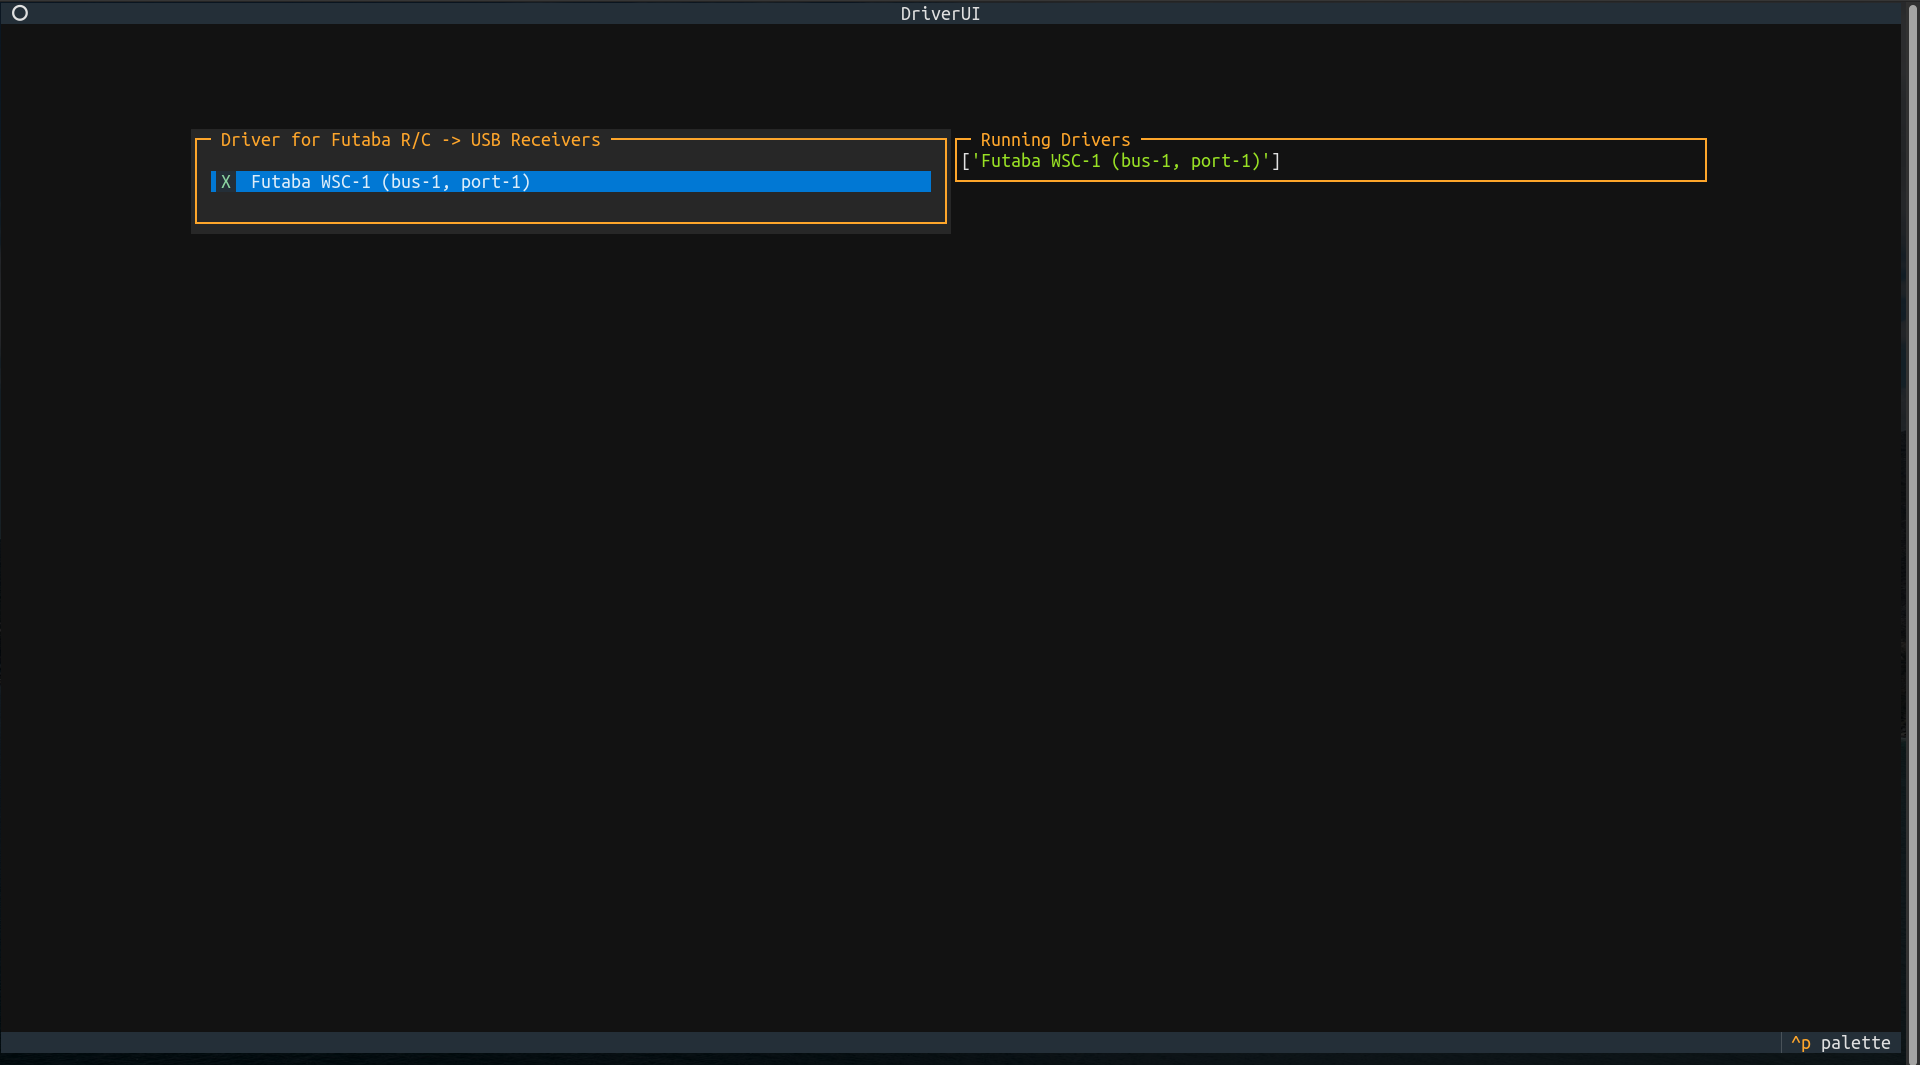 DriverUI
Driver for Futaba R/C -> USB Receivers
X Futaba WSC-1 (bus-1, port-1)
Running Drivers
['Futaba WSC-1 (bus-1, port-1)']
^p palette